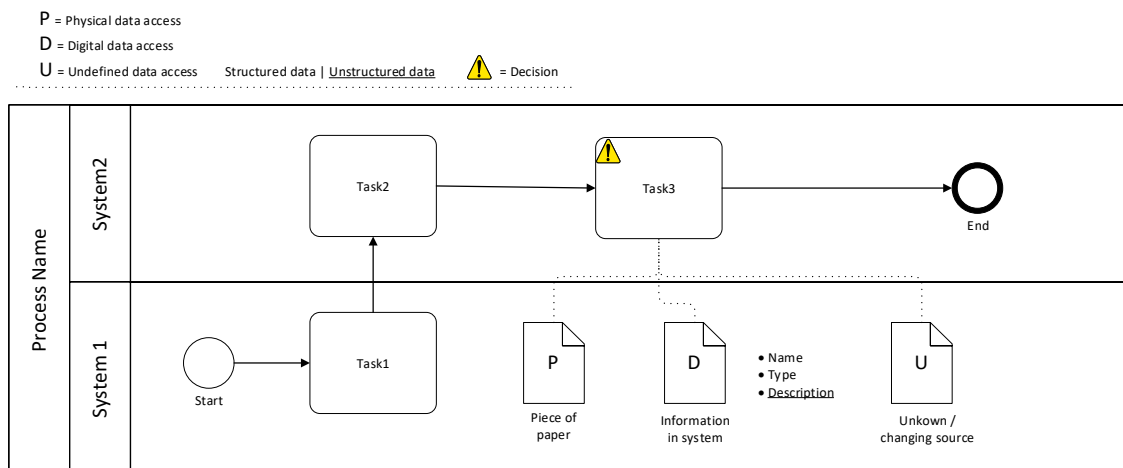 P = Physical data access
D = Digital data access
U = Undefined data access Structured data | Unstructured data = Decision
Process Name
System2
Task2
Task3
End
System 1
Start
Task1
P
Piece of
paper
D
Information
in system
• Name
• Type
• Description
U
Unkown /
changing source